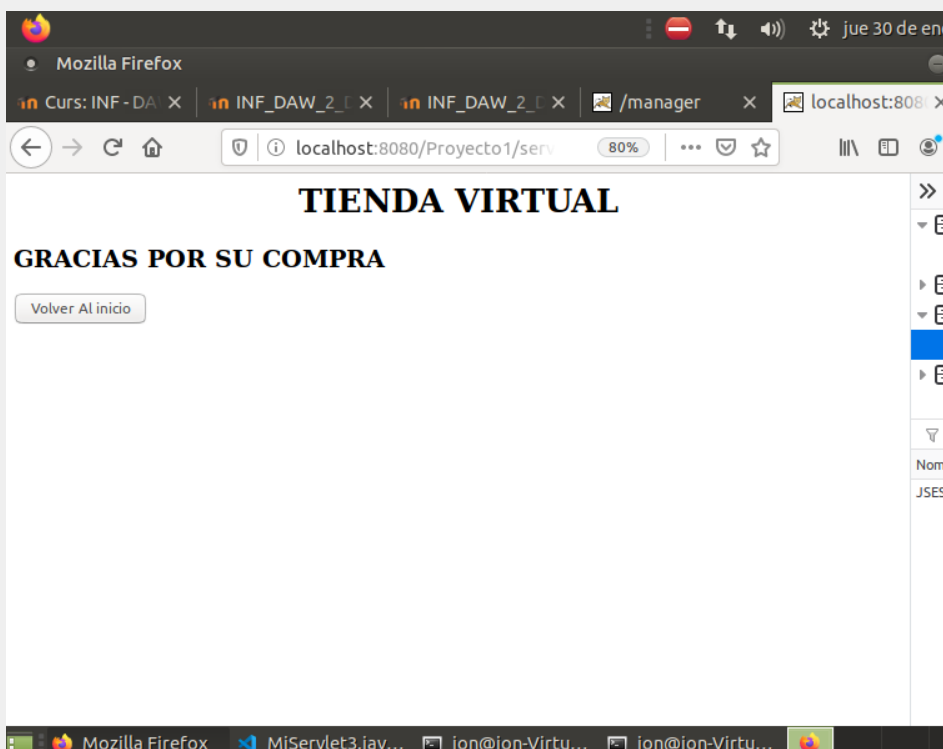 jue 30 de en
Mozilla Firefox
Curs: INF - DA INF_DAW_2_D INF_DAW_2_D /manager localhost:808
localhost:8080/Proyecto1/serv 80%
TIENDA VIRTUAL
GRACIAS POR SU COMPRA
Volver Al inicio
Nom
JSES
Mozilla Firefox MiServlet3.jav... jon@jon-Virtu... jon@jon-Virtu...